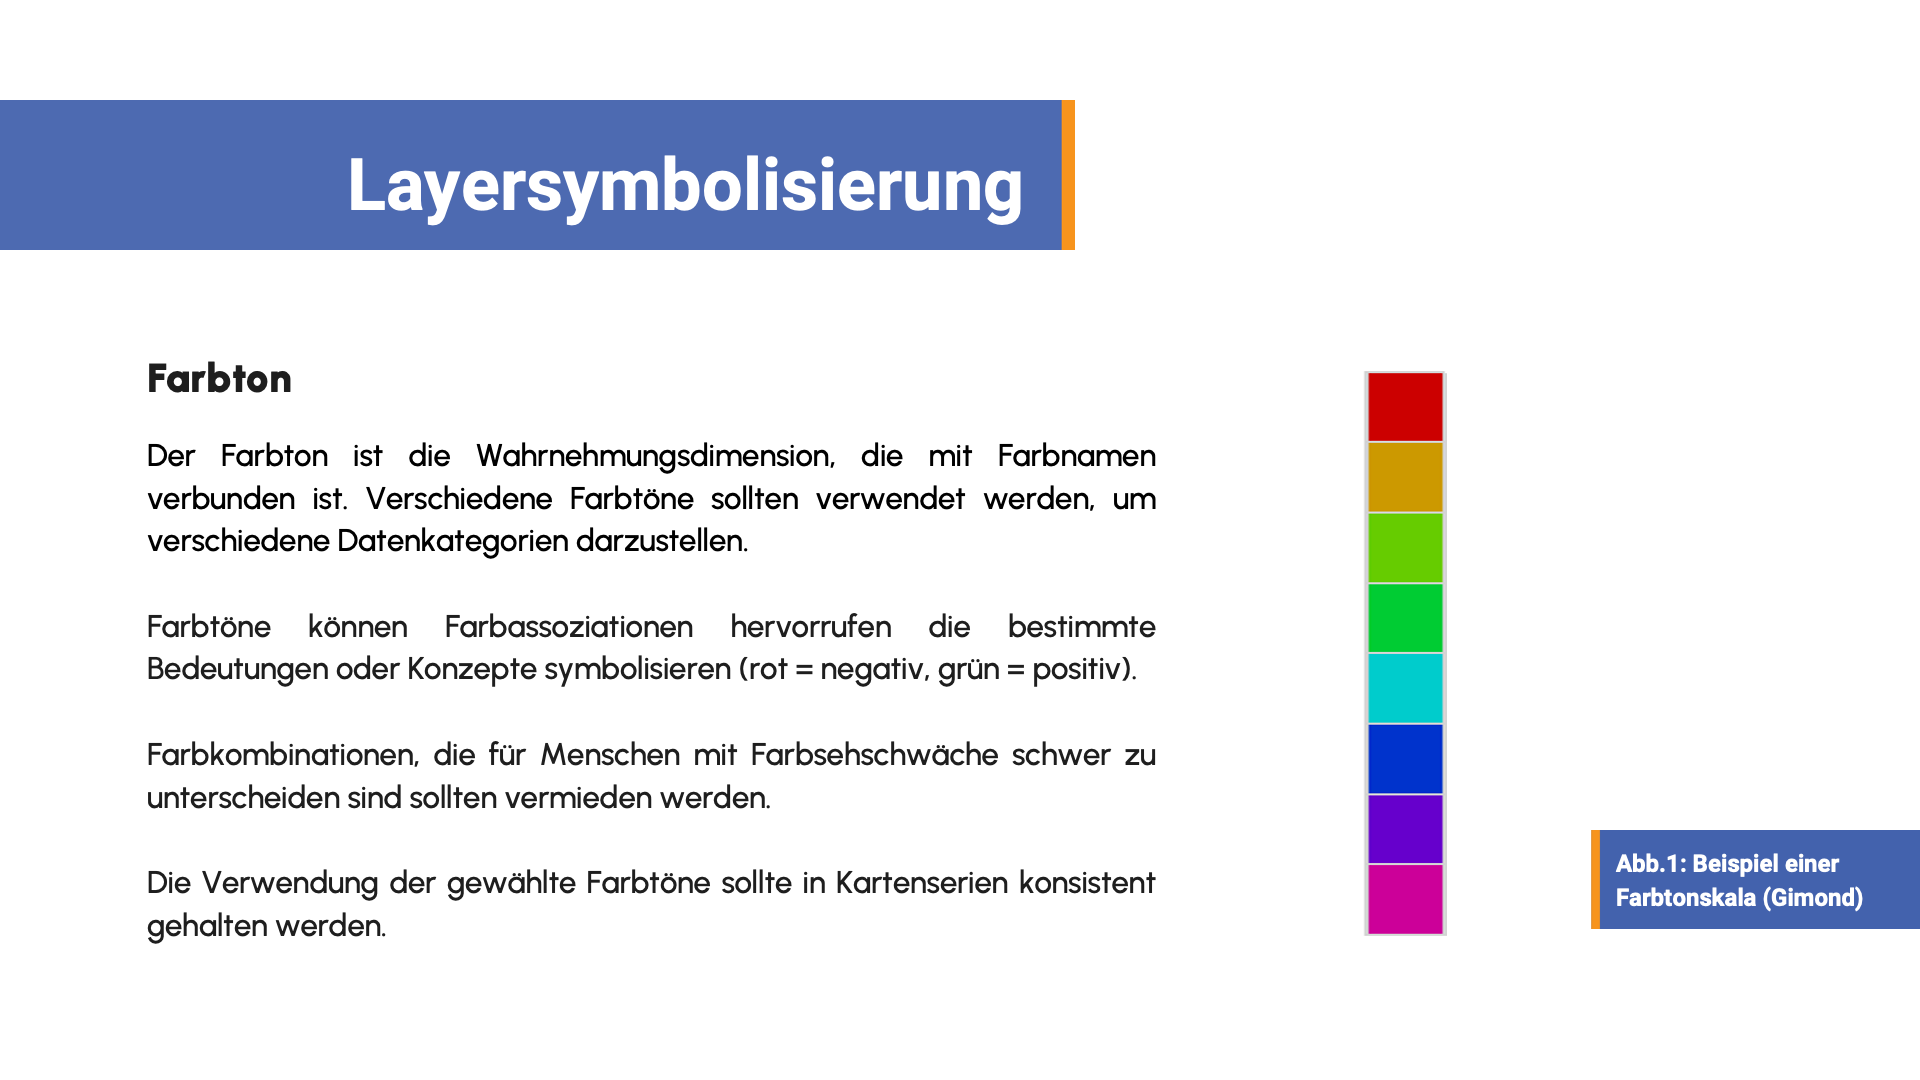 Layersymbolisierung
Farbton
Der Farbton ist die Wahrnehmungsdimension, die mit Farbnamen
verbunden ist. Verschiedene Farbtöne sollten verwendet werden, um
verschiedene Datenkategorien darzustellen.
Farbtöne können Farbassoziationen hervorrufen die bestimmte
Bedeutungen oder Konzepte symbolisieren (rot = negativ, grün = positiv).
Farbkombinationen, die für Menschen mit Farbsehschwäche schwer zu
unterscheiden sind sollten vermieden werden.
Die Verwendung der gewählte Farbtöne sollte in Kartenserien konsistent
gehalten werden.
Abb.1: Beispiel einer
Farbtonskala (Gimond)